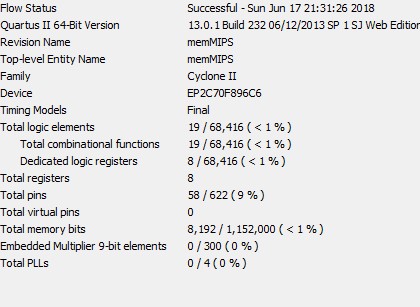 Flow Status Successful - Sun Jun 17 21:31:26 2018
Quartus II 64-Bit Version 13.0.1 Build 232 06/12/2013 SP 1 SJ Web Edition
Revision Name memMIPS
Top-level Entity Name memMIPS
Family Cyclone II
Device EP2C70F896C6
Timing Models Final
Total logic elements 19 / 68,416 ( < 1 % )
Total combinational functions 19 / 68,416 ( < 1 % )
Dedicated logic registers 8 / 68,416 ( < 1 % )
Total registers 8
Total pins 58 / 622 ( 9 % )
Total virtual pins 0
Total memory bits 8,192 / 1,152,000 ( < 1 % )
Embedded Multiplier 9-bit elements 0 / 300 ( 0 % )
Total PLLs 0 / 4 ( 0 % )